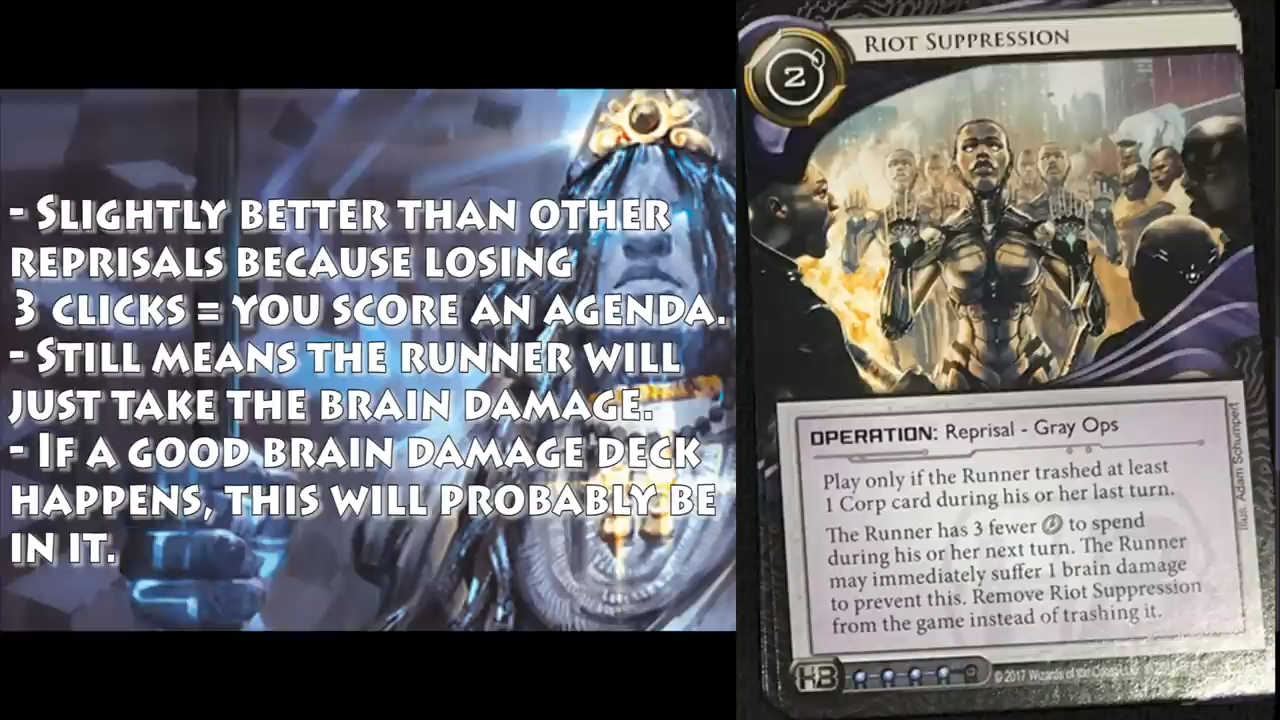 - Slightly better than other
reprisals because losing
3 clicks = you score an agenda.
- Still means the runner will
just take the brain damage.
- If a good brain damage deck
happens, this will probably be
in it.
2
Riot Suppression
OPERATION: Reprisal - Gray Ops
Play only if the Runner trashed at least
1 Corp card during his or her last turn.
The Runner has 3 fewer to spend
during his or her next turn. The Runner
may immediately suffer 1 brain damage
to prevent this. Remove Riot Suppression
from the game instead of trashing it.
Illus. Adam Schumpert
HB
© 2017 Wizards of the Coast